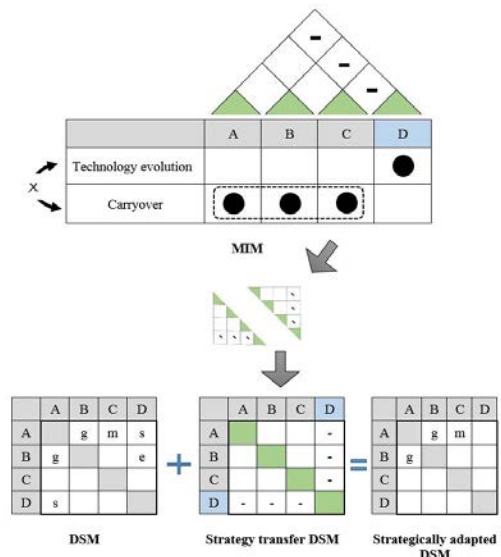 -
-
-
A B C D
Technology evolution
X
Carryover
MIM
- - - - - -
A B C D
A g m s
B g e
C
D s
DSM
+
A B C D
A -
B -
C -
D - - -
Strategy transfer DSM
=
A B C D
A g m
B g
C
D
Strategically adapted
DSM